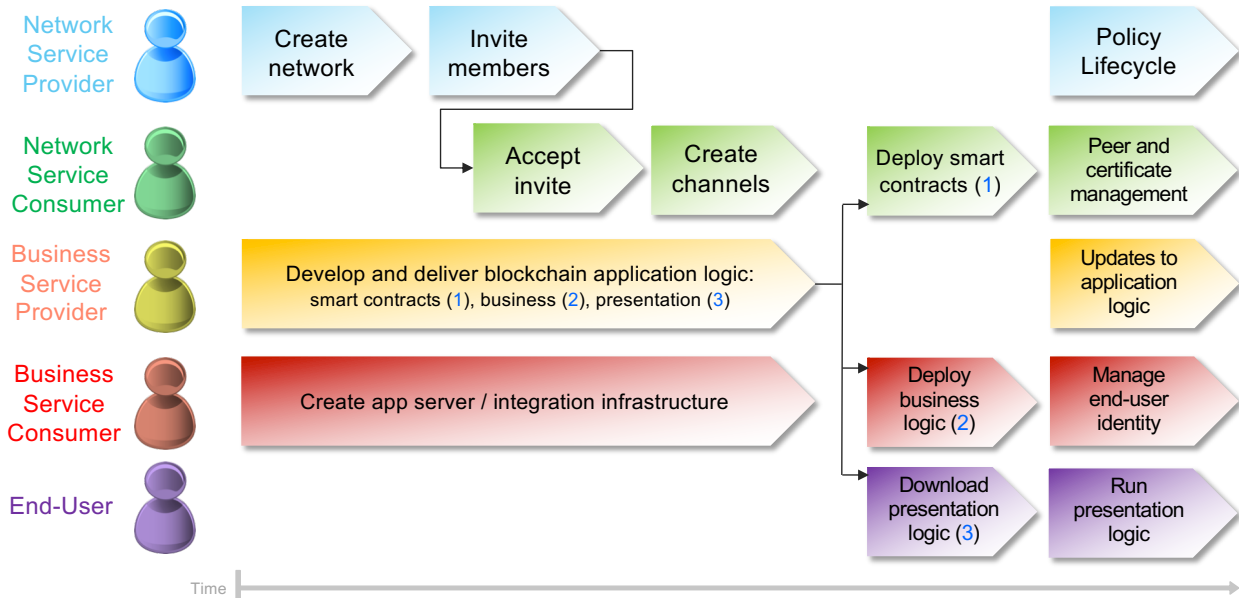 Network
Service
Provider
Create
network
Invite
members
Policy
Lifecycle
Network
Service
Consumer
Accept
invite
Create
channels
Deploy smart
contracts (1)
Peer and
certificate
management
Business
Service
Provider
Develop and deliver blockchain application logic:
smart contracts (1), business (2), presentation (3)
Updates to
application
logic
Business
Service
Consumer
Create app server / integration infrastructure
Deploy
business
logic (2)
Manage
end-user
identity
End-User
Download
presentation
logic (3)
Run
presentation
logic
Time